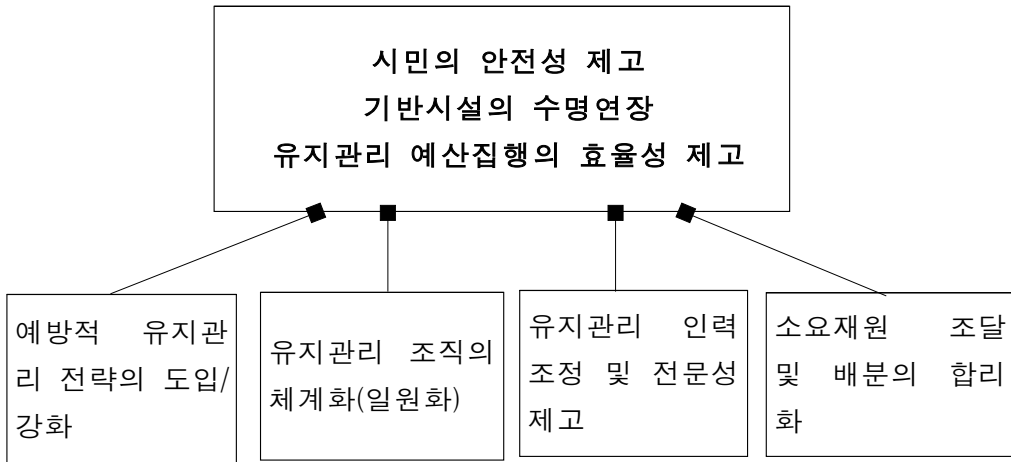 시민의 안전성 제고
기반시설의 수명연장
유지관리 예산집행의 효율성 제고
예방적 유지관
리 전략의 도입/
강화
유지관리 조직의
체계화(일원화)
유지관리 인력
조정 및 전문성
제고
소요재원 조달
및 배분의 합리
화